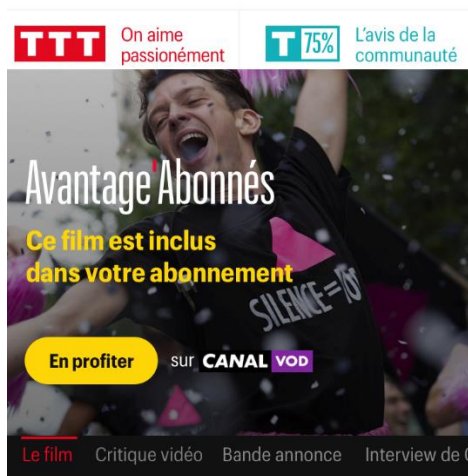 TTT
On aime
passionément
T 75%
L'avis de la
communauté
Avantage'Abonnés
Ce film est inclus
dans votre abonnement
SILENCE=
En profiter
sur CANAL VOD
Le film
Critique vidéo
Bande annonce
Interview de